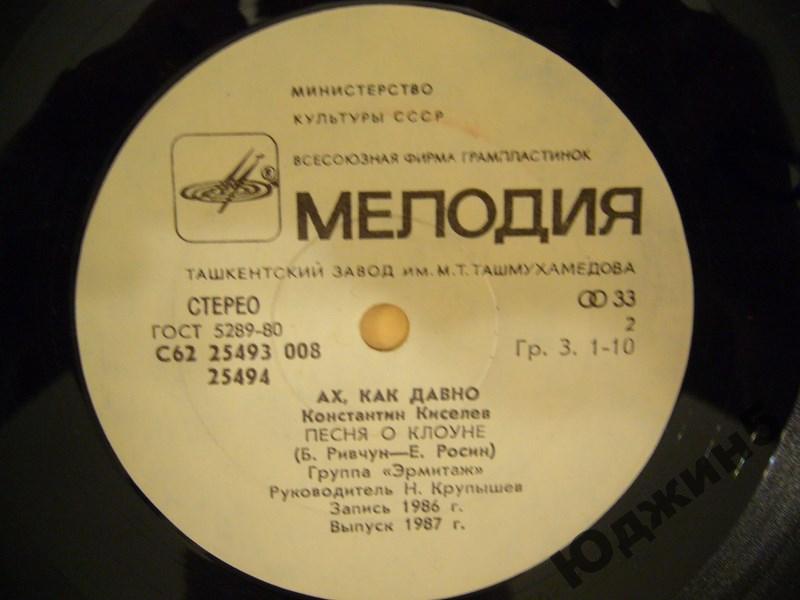 МИНИСТЕРСТВО
КУЛЬТУРЫ СССР
ВСЕСОЮЗНАЯ ФИРМА ГРАМПЛАСТИНОК
®
МЕЛОДИЯ
ТАШКЕНТСКИЙ ЗАВОД ИМ. М.Т. ТАШМУХАМЕДОВА
СТЕРЕО
ГОСТ 5289-80
С62 25493 008
25494
33
2
Гр. 3. 1-10
АХ, КАК ДАВНО
Константин Киселев
ПЕСНЯ О КЛОУНЕ
(Б. Ривчун—Е. Росин)
Группа «Эрмитаж»
Руководитель Н. Крупышев
Запись 1986 г.
Выпуск 1987 г.
Юджин5